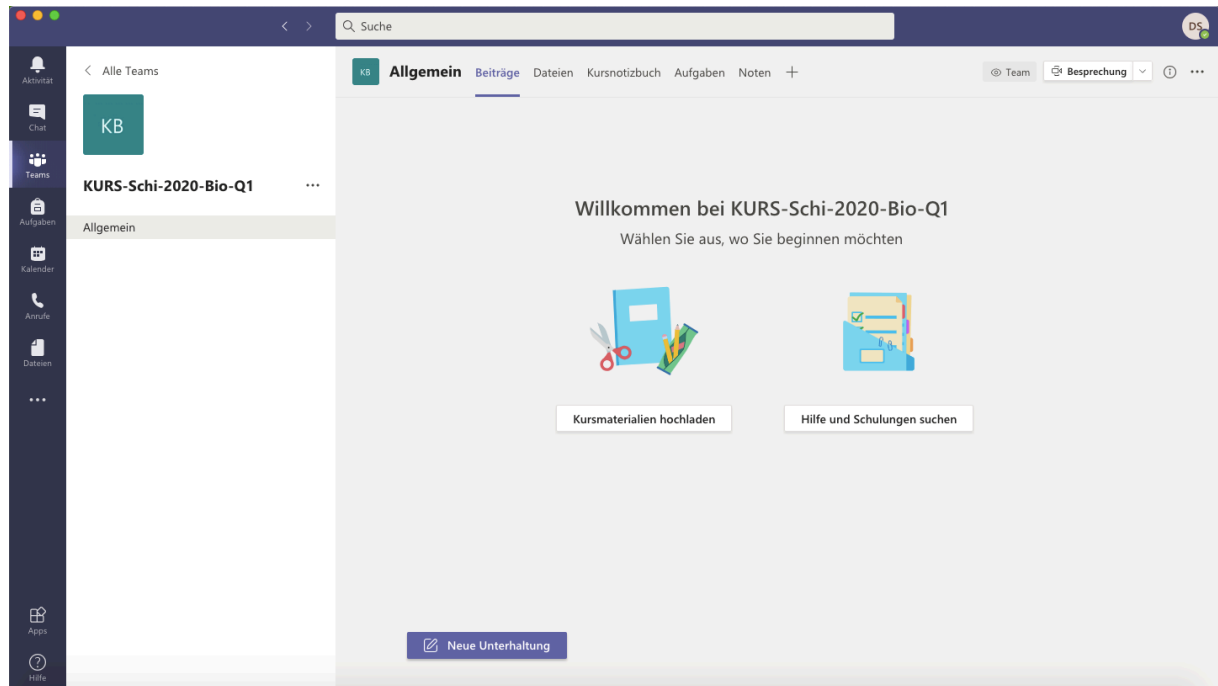 Suche
DS
Aktivität
Chat
Teams
Aufgaben
Kalender
Anrufe
Dateien
Apps
Hilfe
Alle Teams
KB
KURS-Schi-2020-Bio-Q1
Allgemein
KB Allgemein Beiträge Dateien Kursnotizbuch Aufgaben Noten
Team Besprechung
Willkommen bei KURS-Schi-2020-Bio-Q1
Wählen Sie aus, wo Sie beginnen möchten
Kursmaterialien hochladen
Hilfe und Schulungen suchen
Neue Unterhaltung